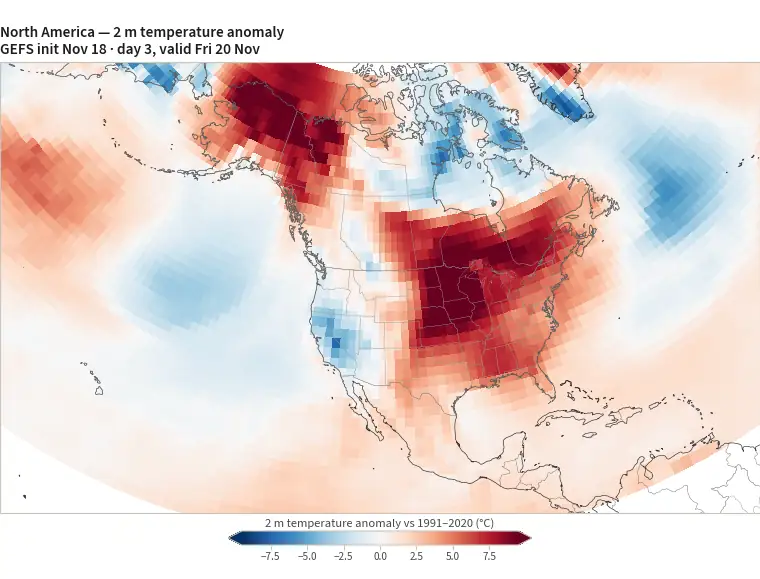 North America — 2 m temperature anomaly
GEFS init Nov 18 · day 3, valid Fri 20 Nov
2 m temperature anomaly vs 1991–2020 (°C)
−7.5 −5.0 −2.5 0.0 2.5 5.0 7.5